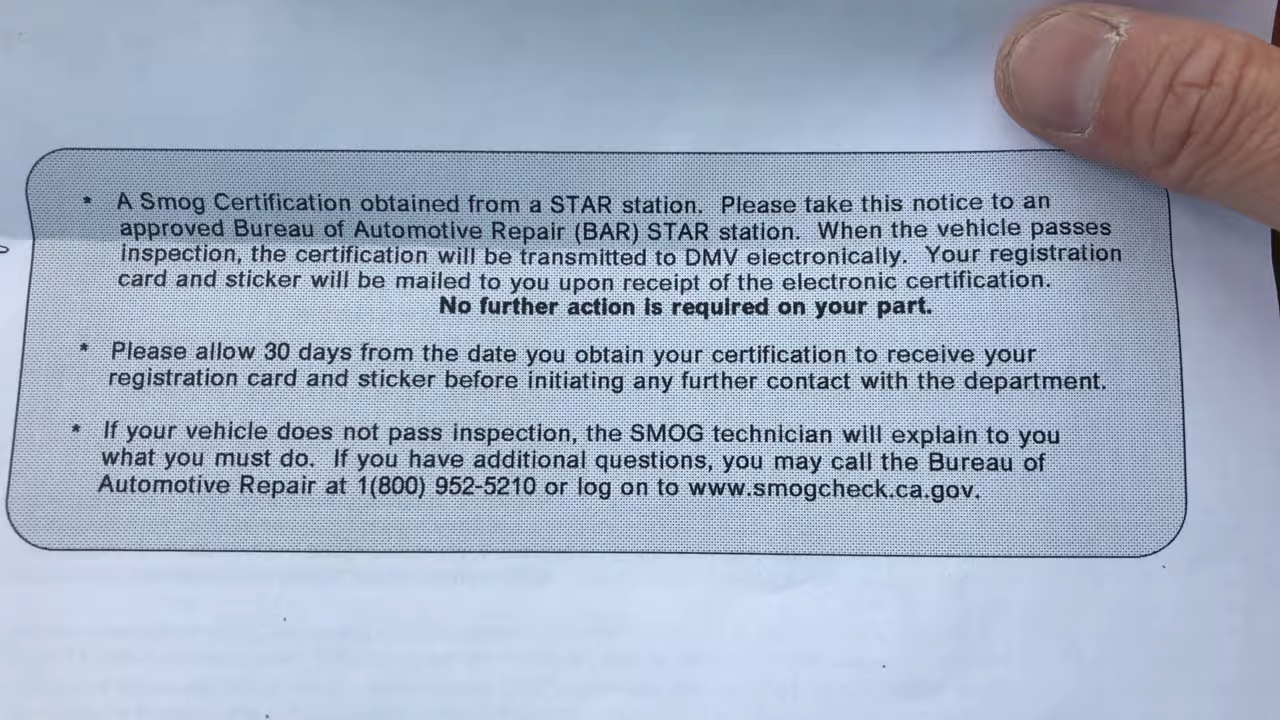 * A Smog Certification obtained from a STAR station. Please take this notice to an
approved Bureau of Automotive Repair (BAR) STAR station. When the vehicle passes
inspection, the certification will be transmitted to DMV electronically. Your registration
card and sticker will be mailed to you upon receipt of the electronic certification.
No further action is required on your part.
* Please allow 30 days from the date you obtain your certification to receive your
registration card and sticker before initiating any further contact with the department.
* If your vehicle does not pass inspection, the SMOG technician will explain to you
what you must do. If you have additional questions, you may call the Bureau of
Automotive Repair at 1(800) 952-5210 or log on to www.smogcheck.ca.gov.